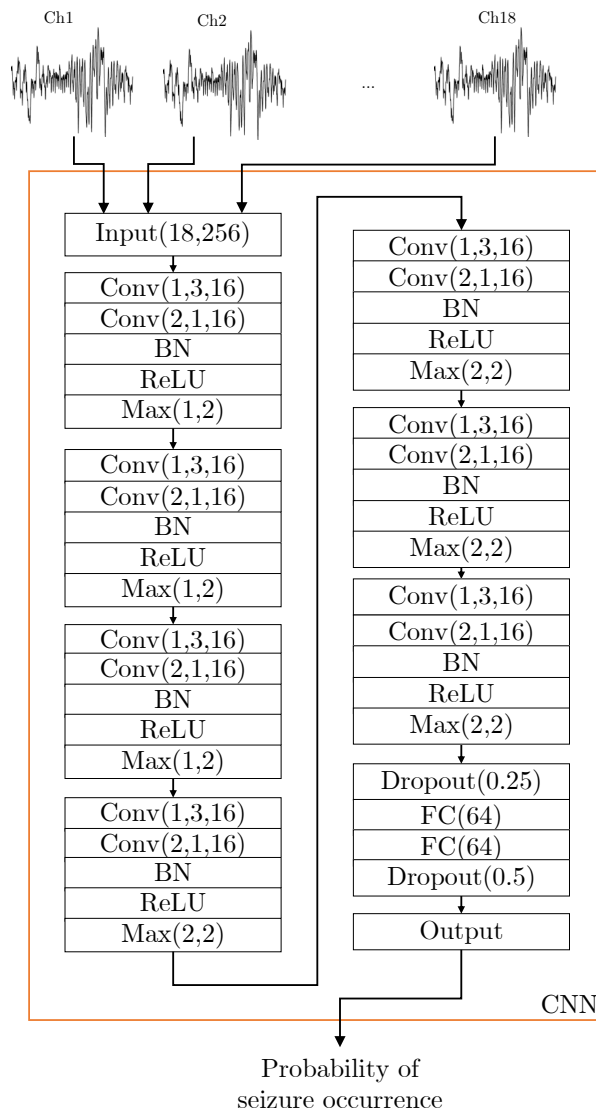 Ch1
Ch2
...
Ch18
Input(18,256)
Conv(1,3,16)
Conv(2,1,16)
BN
ReLU
Max(1,2)
Conv(1,3,16)
Conv(2,1,16)
BN
ReLU
Max(1,2)
Conv(1,3,16)
Conv(2,1,16)
BN
ReLU
Max(1,2)
Conv(1,3,16)
Conv(2,1,16)
BN
ReLU
Max(2,2)
Conv(1,3,16)
Conv(2,1,16)
BN
ReLU
Max(2,2)
Conv(1,3,16)
Conv(2,1,16)
BN
ReLU
Max(2,2)
Conv(1,3,16)
Conv(2,1,16)
BN
ReLU
Max(2,2)
Dropout(0.25)
FC(64)
FC(64)
Dropout(0.5)
Output
CNN
Probability of
seizure occurrence